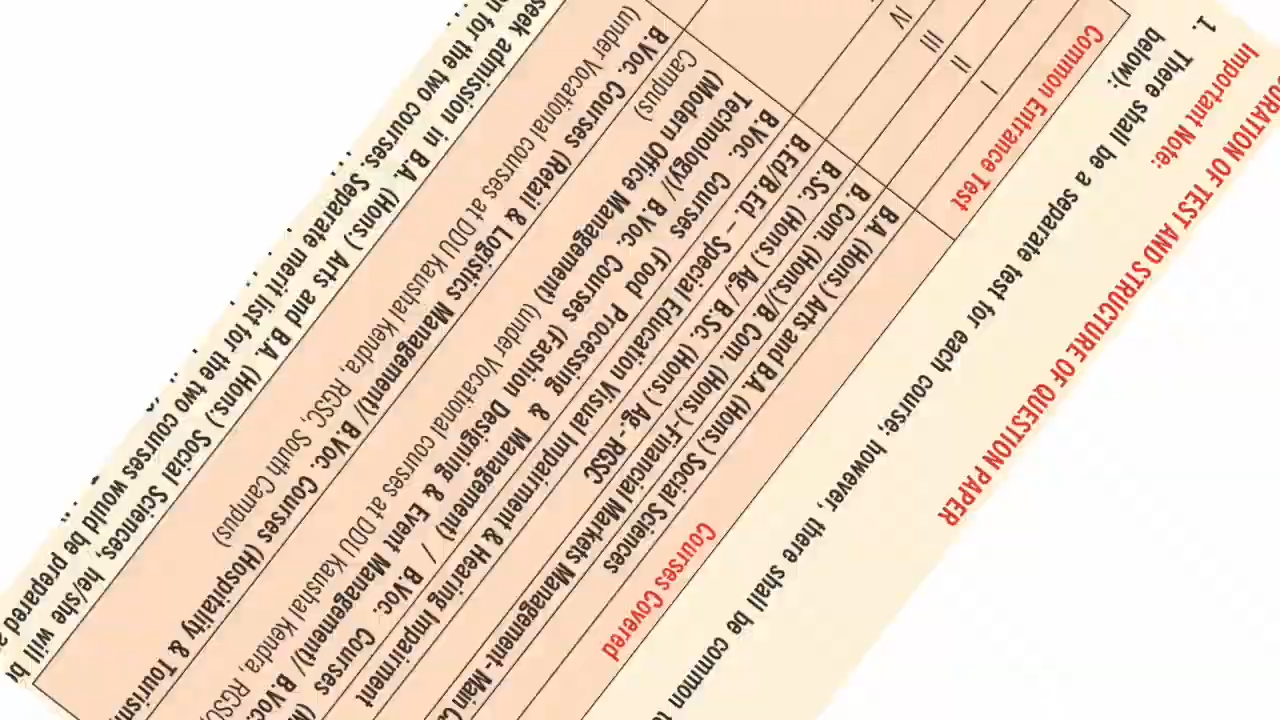 URATION OF TEST AND STRUCTURE OF QUESTION PAPER
Important Note:
1. There shall be a separate test for each course; however, there shall be common
below):
Common Entrance Test
Courses Covered
I
B.A. (Hons.) Arts and B.A. (Hons.) Social Sciences
II
B. Com. (Hons.)/B. Com. (Hons.)-Financial Markets Management- Main
III
B.Sc. (Hons.) Ag./ B.Sc. (Hons.) Ag.-RGSC
IV
B.Ed/B.Ed. – Special Education Visual Impairment & Hearing Impairment
B.Voc. Courses (Food Processing & Management) / B.Voc. Courses
Technology)/ B.Voc. Courses (Fashion Designing & Event Management)/ B.Voc.
(Modern Office Management) (under Vocational courses at DDU Kaushal Kendra, RGSC,
Campus)
B.Voc. Courses (Retail & Logistics Management)/ B.Voc. Courses (Hospitality & Tourism
(under Vocational courses at DDU Kaushal Kendra, RGSC, South Campus)
seek admission in B.A. (Hons.) Arts and B.A. (Hons.) Social Sciences, he/she will
on for the two courses. Separate merit list for the two courses would be prepared